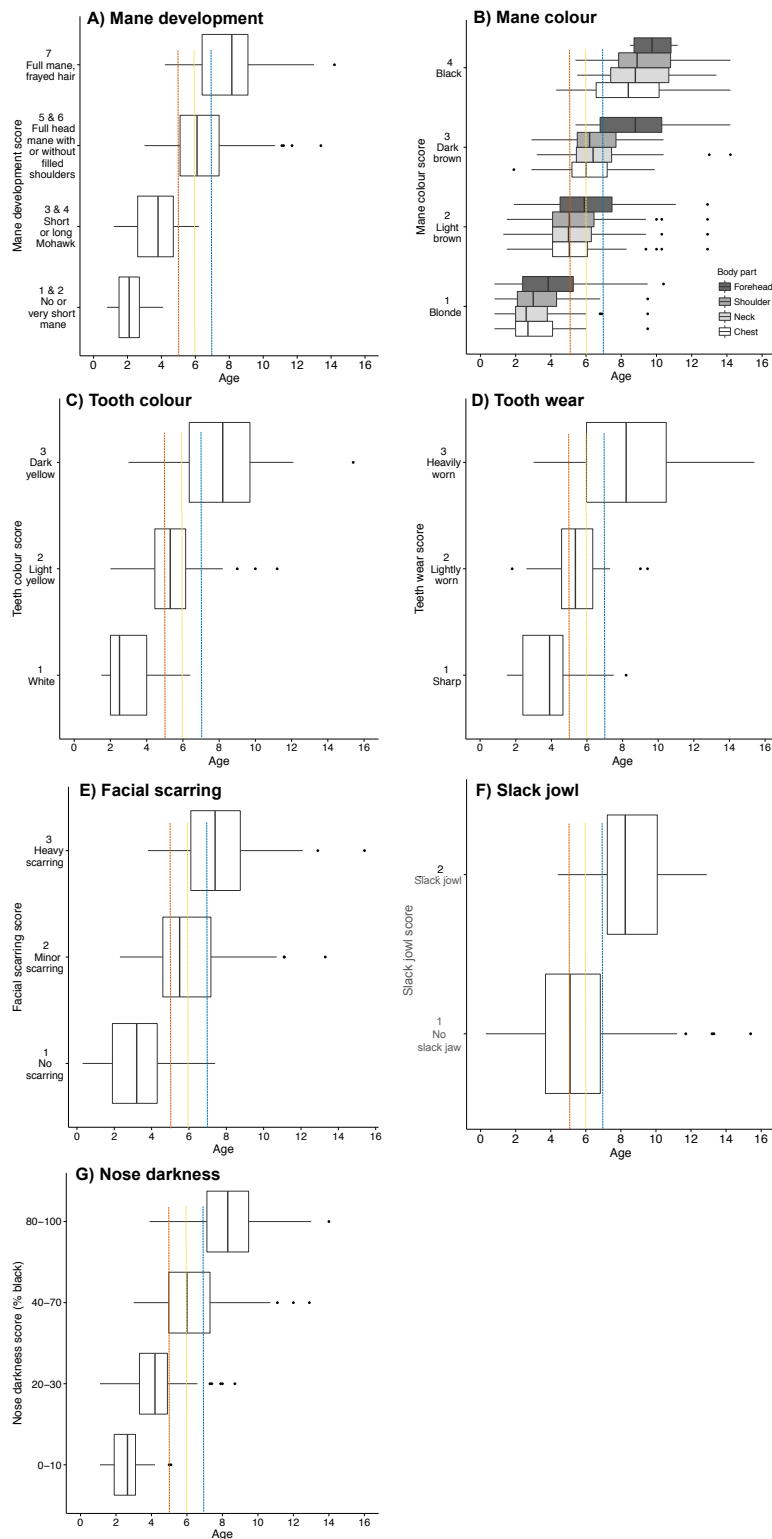 A) Mane development
Mane development score
7
Full mane,
frayed hair
5 & 6
Full head
mane with
or without
filled
shoulders
3 & 4
Short
or long
Mohawk
1 & 2
No or
very short
mane
0 2 4 6 8 10 12 14 16
Age
B) Mane colour
Mane colour score
4
Black
3
Dark
brown
2
Light
brown
1
Blonde
Body part
Forehead
Shoulder
Neck
Chest
0 2 4 6 8 10 12 14 16
Age
C) Tooth colour
Teeth colour score
3
Dark
yellow
2
Light
yellow
1
White
0 2 4 6 8 10 12 14 16
Age
D) Tooth wear
Teeth wear score
3
Heavily
worn
2
Lightly
worn
1
Sharp
0 2 4 6 8 10 12 14 16
Age
E) Facial scarring
Facial scarring score
3
Heavy
scarring
2
Minor
scarring
1
No
scarring
0 2 4 6 8 10 12 14 16
Age
F) Slack jowl
Slack jowl score
2
Slack jowl
1
No
slack jaw
0 2 4 6 8 10 12 14 16
Age
G) Nose darkness
Nose darkness score (% black)
80–100
40–70
20–30
0–10
0 2 4 6 8 10 12 14 16
Age